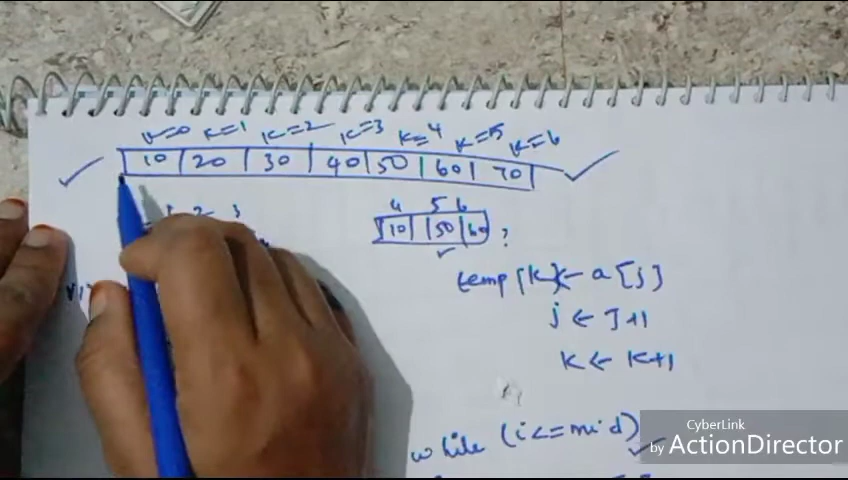 K=0 K=1 K=2 K=3 K=4 K=5 K=6
10 20 30 40 50 60 70
4 5 6
10 50 60 ?
temp[k] ← a[j]
j ← J+1
K ← K+1
while (i<=mid)
CyberLink
by ActionDirector